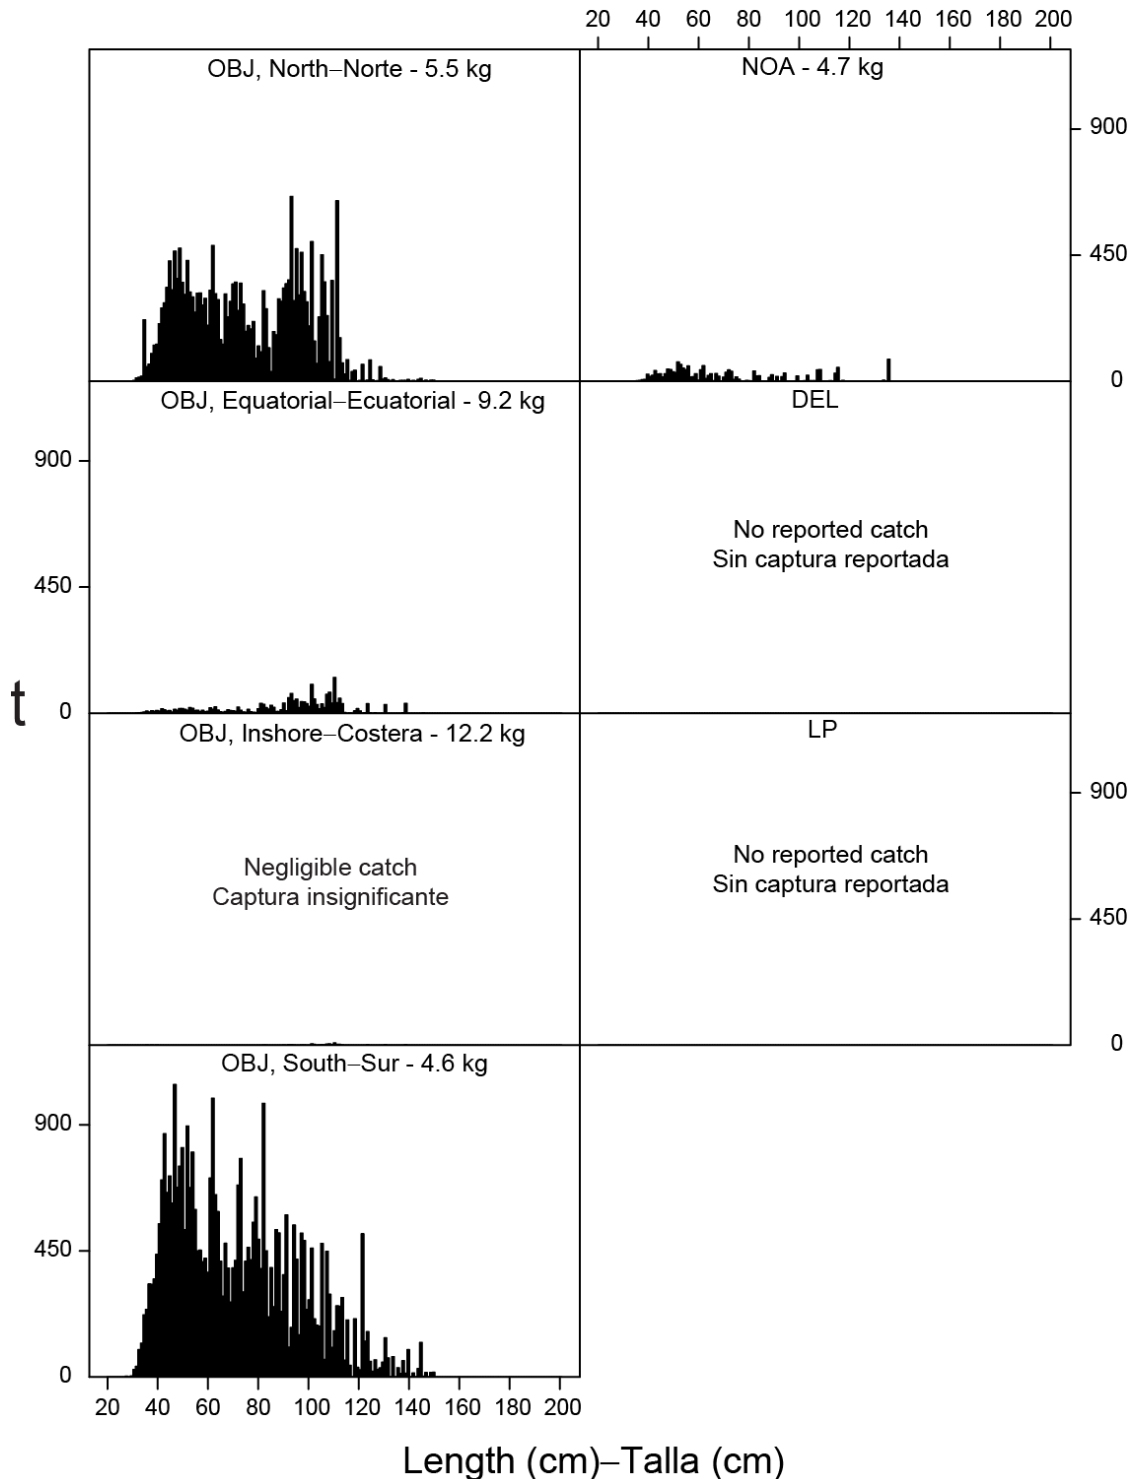 20 40 60 80 100 120 140 160 180 200
OBJ, North–Norte - 5.5 kg
NOA - 4.7 kg
900
450
0
OBJ, Equatorial–Ecuatorial - 9.2 kg
DEL
900
450
0
No reported catch
Sin captura reportada
t
OBJ, Inshore–Costera - 12.2 kg
LP
Negligible catch
Captura insignificante
No reported catch
Sin captura reportada
900
450
0
OBJ, South–Sur - 4.6 kg
900
450
0
20 40 60 80 100 120 140 160 180 200
Length (cm)–Talla (cm)